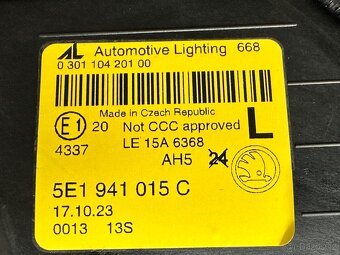 AL Automotive Lighting 668
0 301 104 201 00
Made in Czech Republic
E1 20 Not CCC approved L
4337 LE 15A 6368
AH5 24
5E1 941 015 C
17.10.23
0013 13S